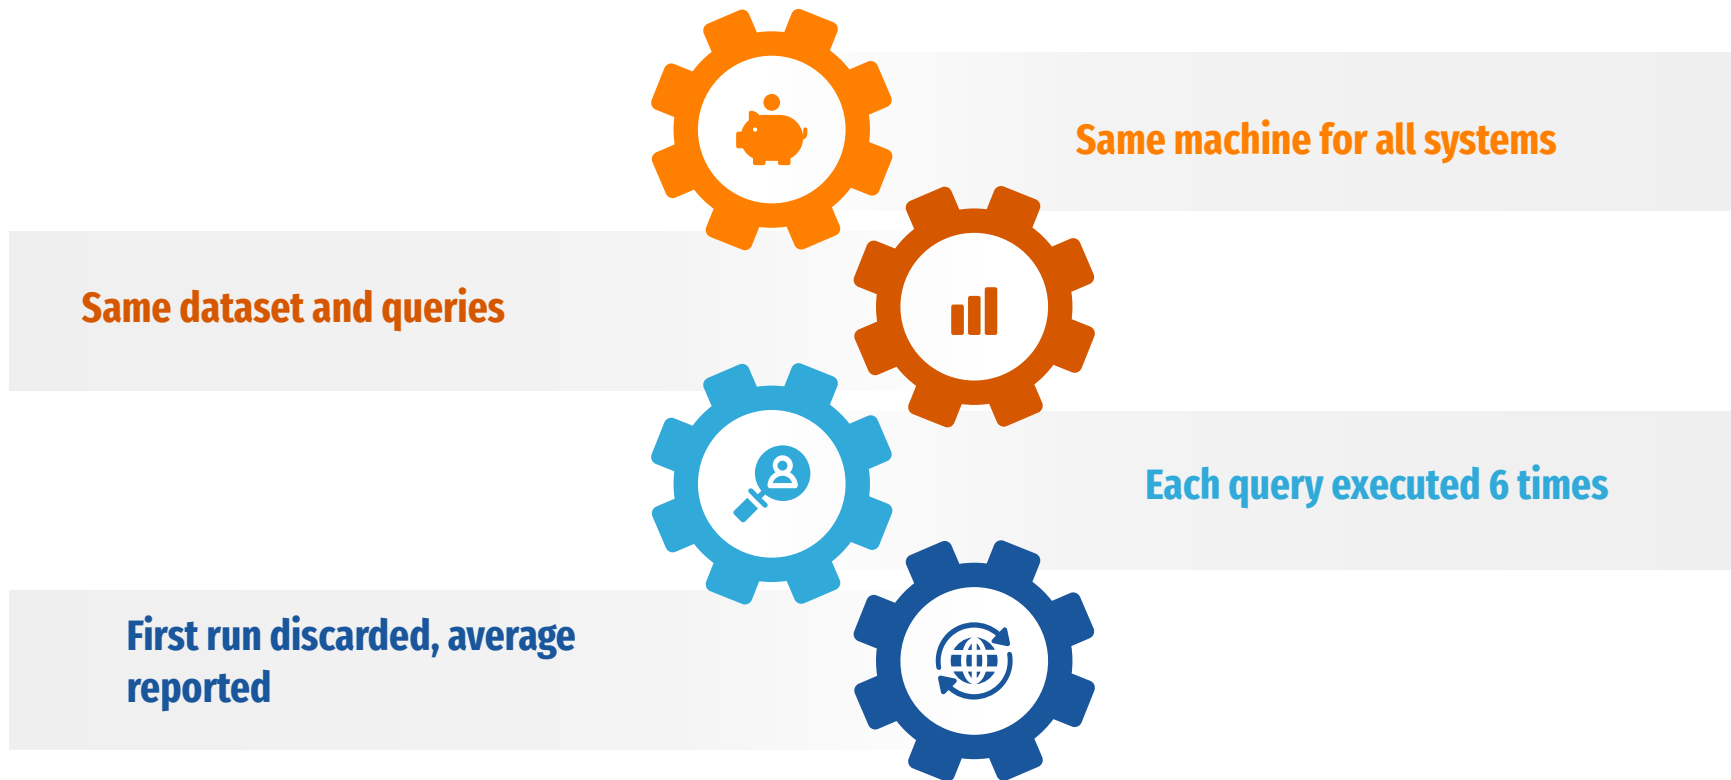 Same machine for all systems
Same dataset and queries
Each query executed 6 times
First run discarded, average
reported